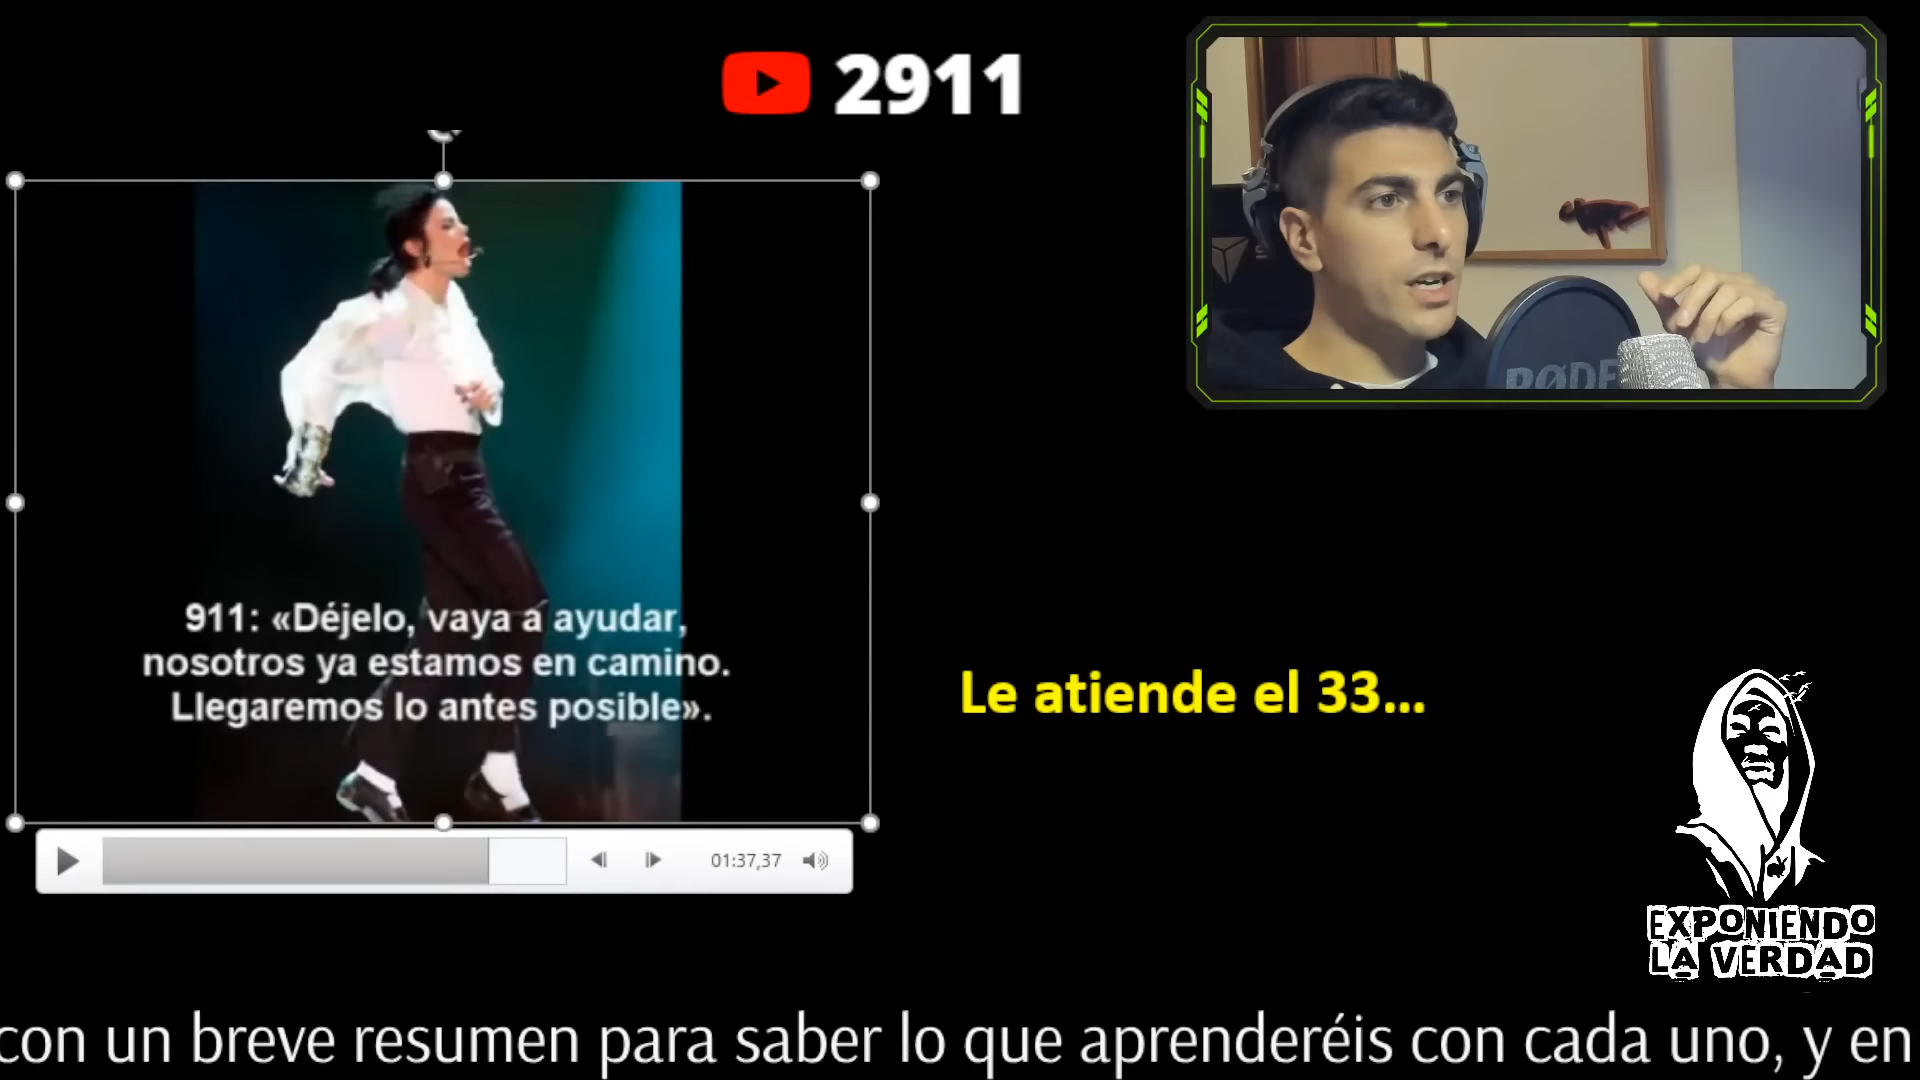 2911
RØDE
911: «Déjelo, vaya a ayudar,
nosotros ya estamos en camino.
Llegaremos lo antes posible».
Le atiende el 33...
01:37,37
EXPONIENDO
LA VERDAD
con un breve resumen para saber lo que aprenderéis con cada uno, y en